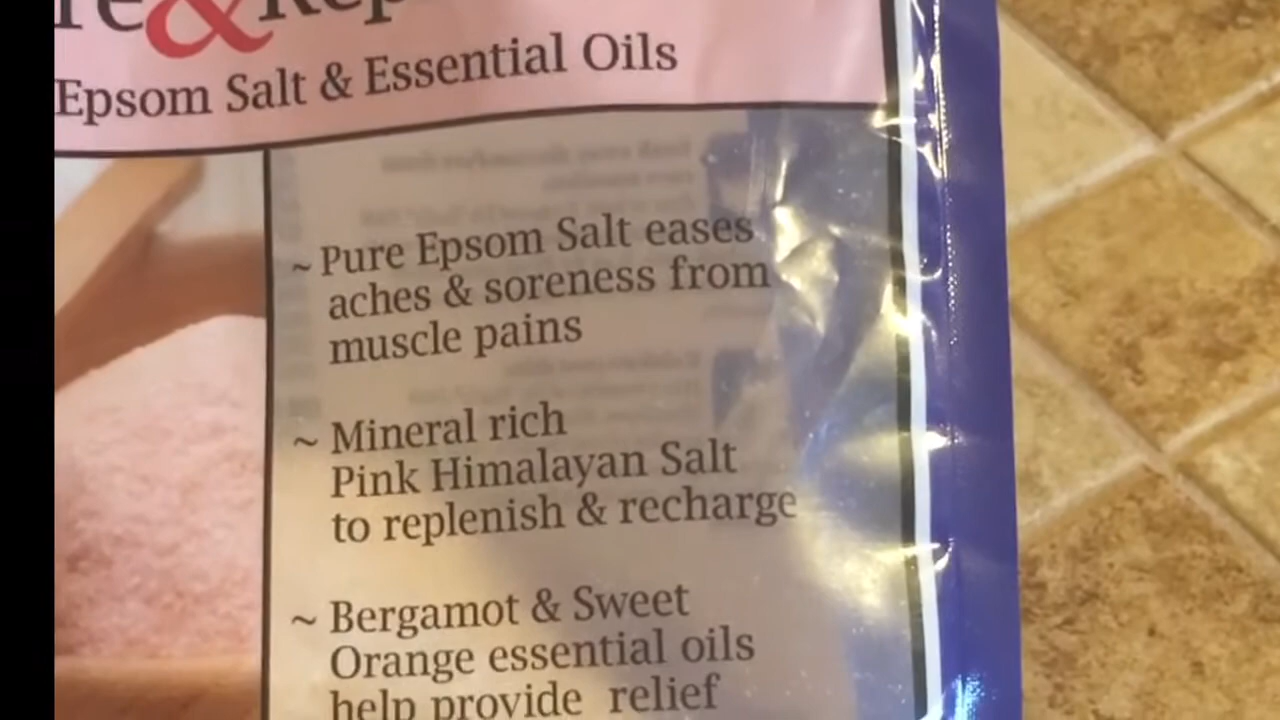 &
Epsom Salt & Essential Oils
~ Pure Epsom Salt eases
aches & soreness from
muscle pains
~ Mineral rich
Pink Himalayan Salt
to replenish & recharge
~ Bergamot & Sweet
Orange essential oils
help provide relief